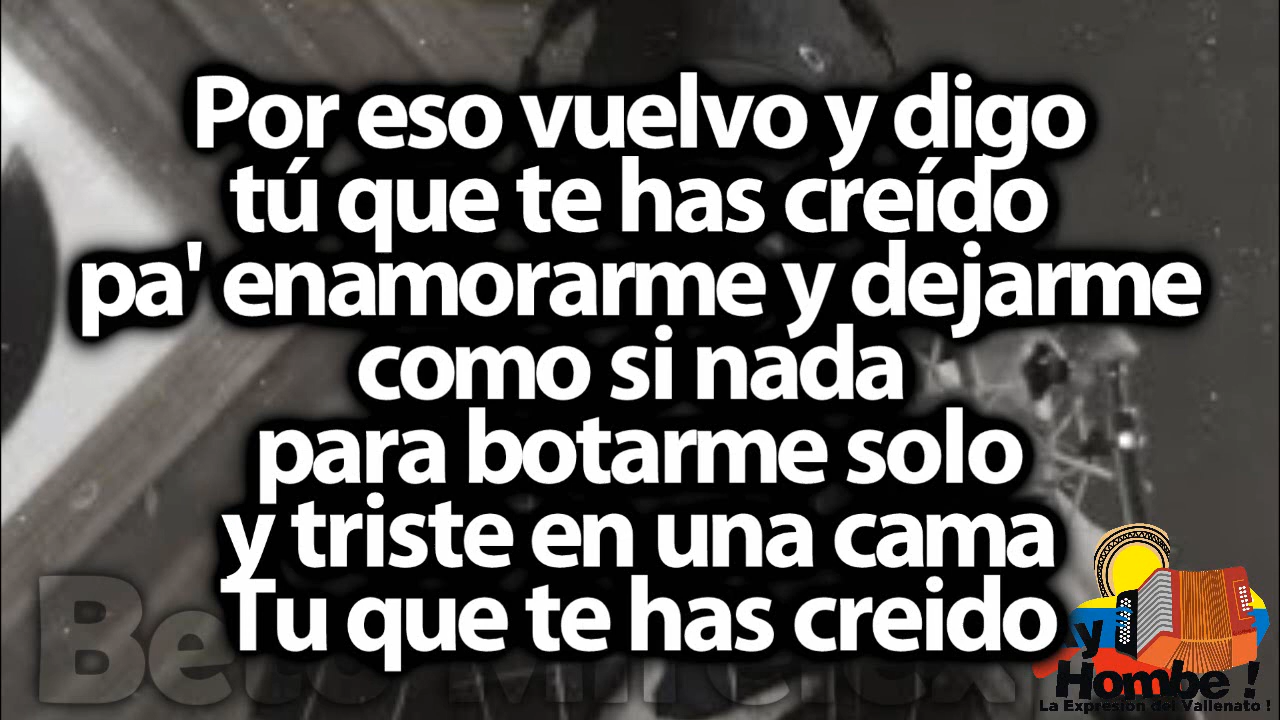 Por eso vuelvo y digo
tú que te has creído
pa' enamorarme y dejarme
como si nada
para botarme solo
y triste en una cama
Tu que te has creido
y
Hombe !
La Expresión del Vallenato !